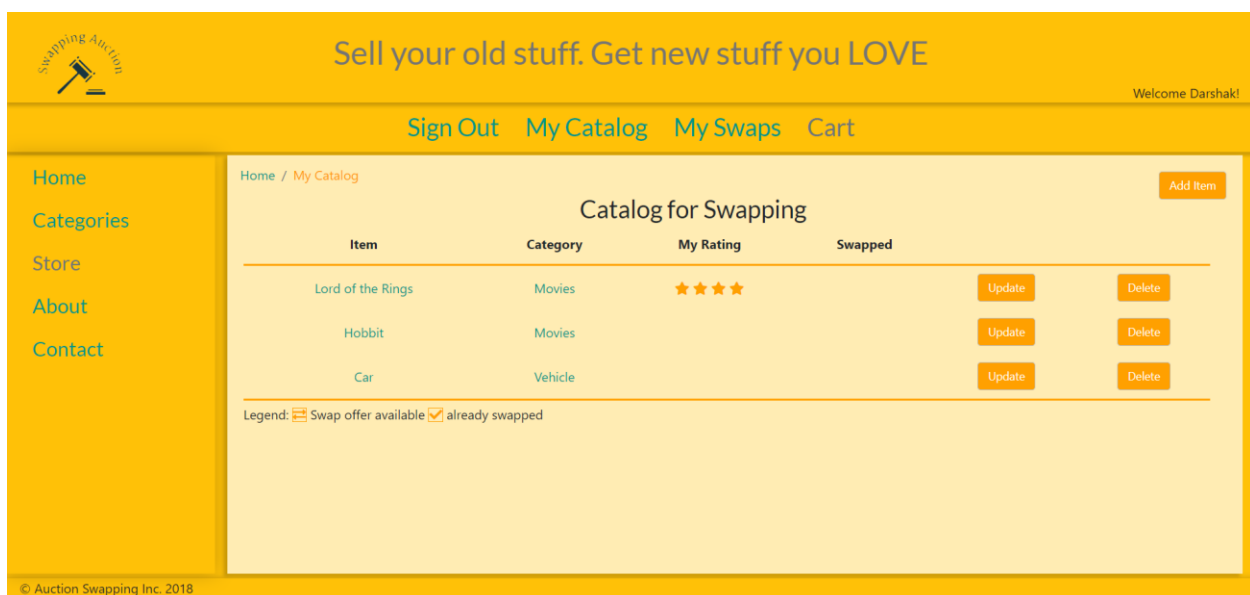 Swapping Auction
Sell your old stuff. Get new stuff you LOVE
Welcome Darshak!
Sign Out My Catalog My Swaps Cart
Home
Categories
Store
About
Contact
Home / My Catalog
Add Item
Catalog for Swapping
Item Category My Rating Swapped
Lord of the Rings Movies Update Delete
Hobbit Movies Update Delete
Car Vehicle Update Delete
Legend: Swap offer available already swapped
© Auction Swapping Inc. 2018